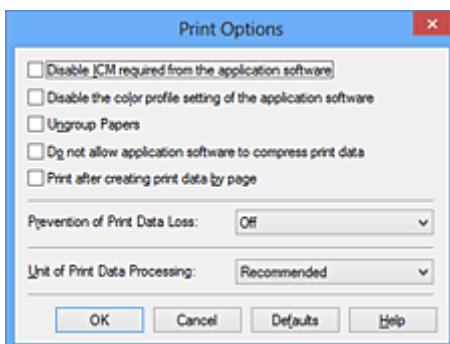 Print Options
Disable ICM required from the application software
Disable the color profile setting of the application software
Ungroup Papers
Do not allow application software to compress print data
Print after creating print data by page
Prevention of Print Data Loss: Off
Unit of Print Data Processing: Recommended
OK Cancel Defaults Help